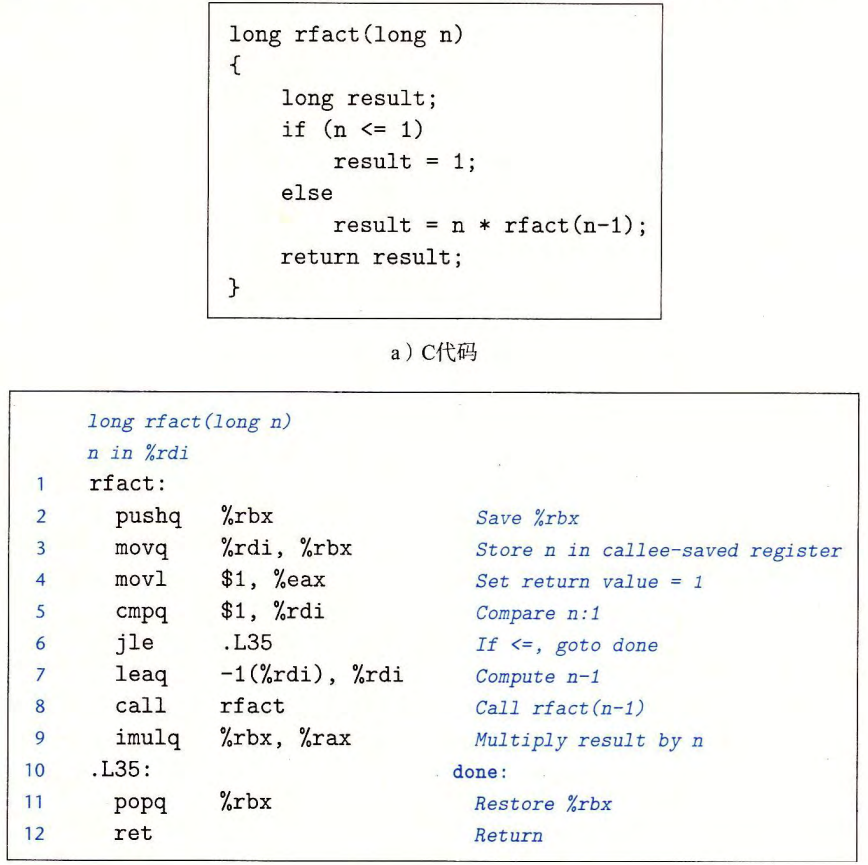 long rfact(long n)
{
    long result;
    if (n <= 1)
        result = 1;
    else
        result = n * rfact(n-1);
    return result;
}
a）C代码
long rfact(long n)
n in %rdi
1 rfact:
2 pushq %rbx Save %rbx
3 movq %rdi, %rbx Store n in callee-saved register
4 movl $1, %eax Set return value = 1
5 cmpq $1, %rdi Compare n:1
6 jle .L35 If <=, goto done
7 leaq -1(%rdi), %rdi Compute n-1
8 call rfact Call rfact(n-1)
9 imulq %rbx, %rax Multiply result by n
10 .L35: done:
11 popq %rbx Restore %rbx
12 ret Return